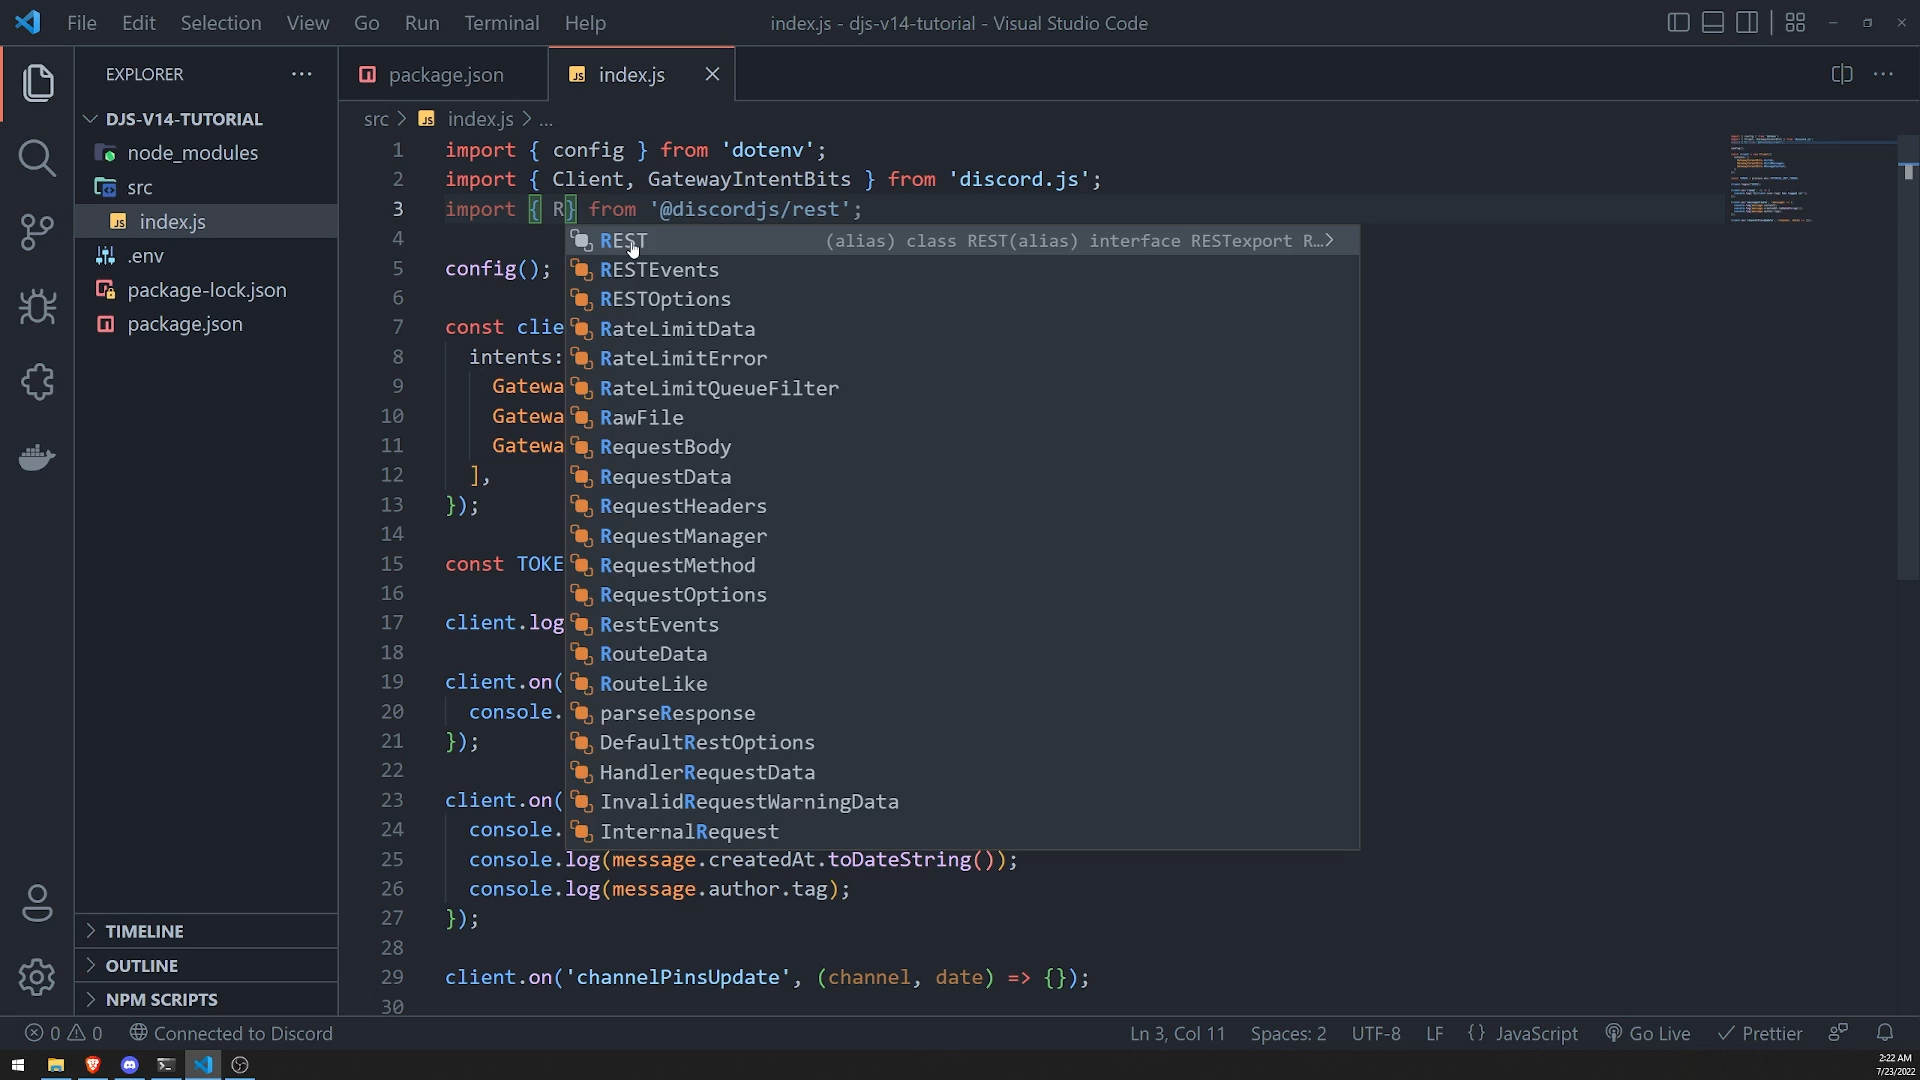 File Edit Selection View Go Run Terminal Help index.js - djs-v14-tutorial - Visual Studio Code
EXPLORER
package.json
index.js
DJS-V14-TUTORIAL
node_modules
src
index.js
.env
package-lock.json
package.json
TIMELINE
OUTLINE
NPM SCRIPTS
src > JS index.js > ...
1 import { config } from 'dotenv';
2 import { Client, GatewayIntentBits } from 'discord.js';
3 import { R} from '@discordjs/rest';
4
5 config();
6
7 const clie
8 intents:
9 Gatewa
10 Gatewa
11 Gatewa
12 ],
13 });
14
15 const TOKE
16
17 client.log
18
19 client.on(
20 console.
21 });
22
23 client.on(
24 console.
25 console.log(message.createdAt.toDateString());
26 console.log(message.author.tag);
27 });
28
29 client.on('channelPinsUpdate', (channel, date) => {});
30
REST (alias) class REST(alias) interface RESTexport R...
RESTEvents
RESTOptions
RateLimitData
RateLimitError
RateLimitQueueFilter
RawFile
RequestBody
RequestData
RequestHeaders
RequestManager
RequestMethod
RequestOptions
RestEvents
RouteData
RouteLike
parseResponse
DefaultRestOptions
HandlerRequestData
InvalidRequestWarningData
InternalRequest
0 0 Connected to Discord Ln 3, Col 11 Spaces: 2 UTF-8 LF {} JavaScript Go Live Prettier
2:22 AM
7/23/2022